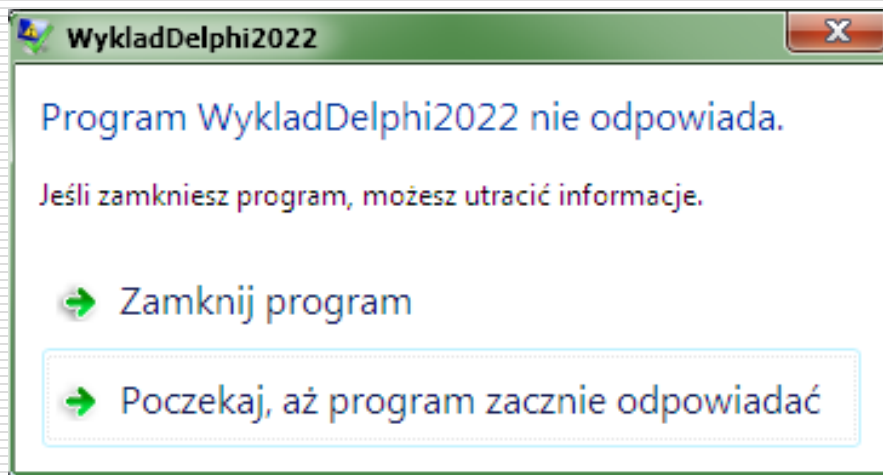 WykladDelphi2022
Program WykladDelphi2022 nie odpowiada.
Jeśli zamkniesz program, możesz utracić informacje.
Zamknij program
Poczekaj, aż program zacznie odpowiadać